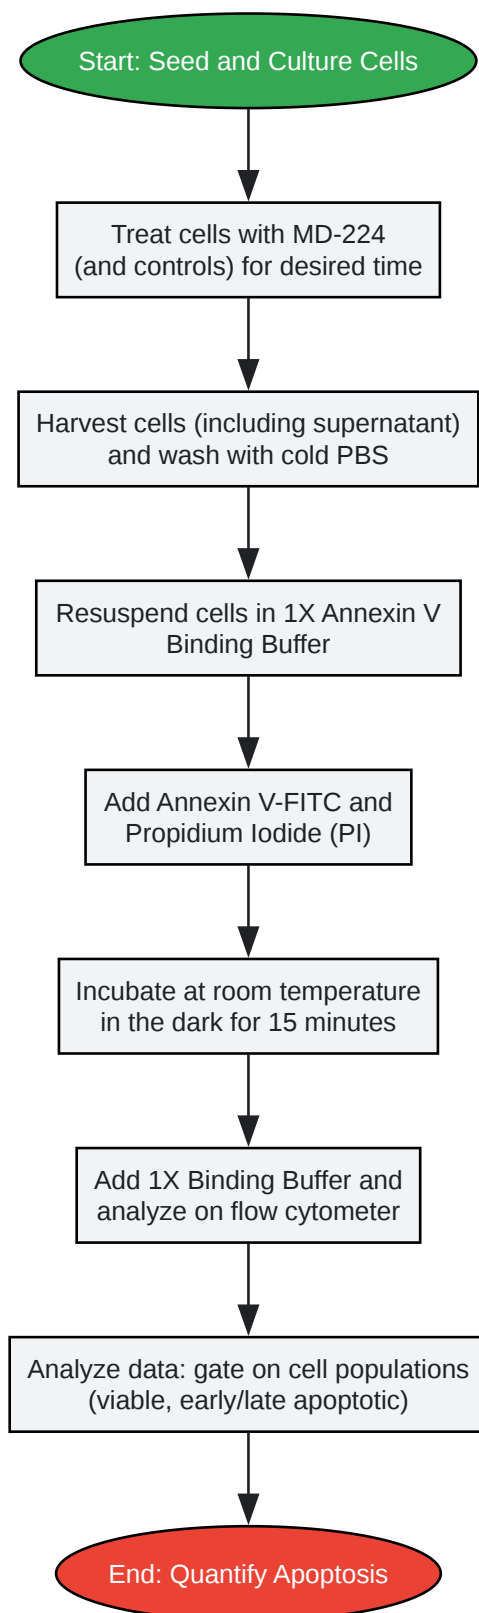 Start: Seed and Culture Cells
Treat cells with MD-224
(and controls) for desired time
Harvest cells (including supernatant)
and wash with cold PBS
Resuspend cells in 1X Annexin V
Binding Buffer
Add Annexin V-FITC and
Propidium Iodide (PI)
Incubate at room temperature
in the dark for 15 minutes
Add 1X Binding Buffer and
analyze on flow cytometer
Analyze data: gate on cell populations
(viable, early/late apoptotic)
End: Quantify Apoptosis